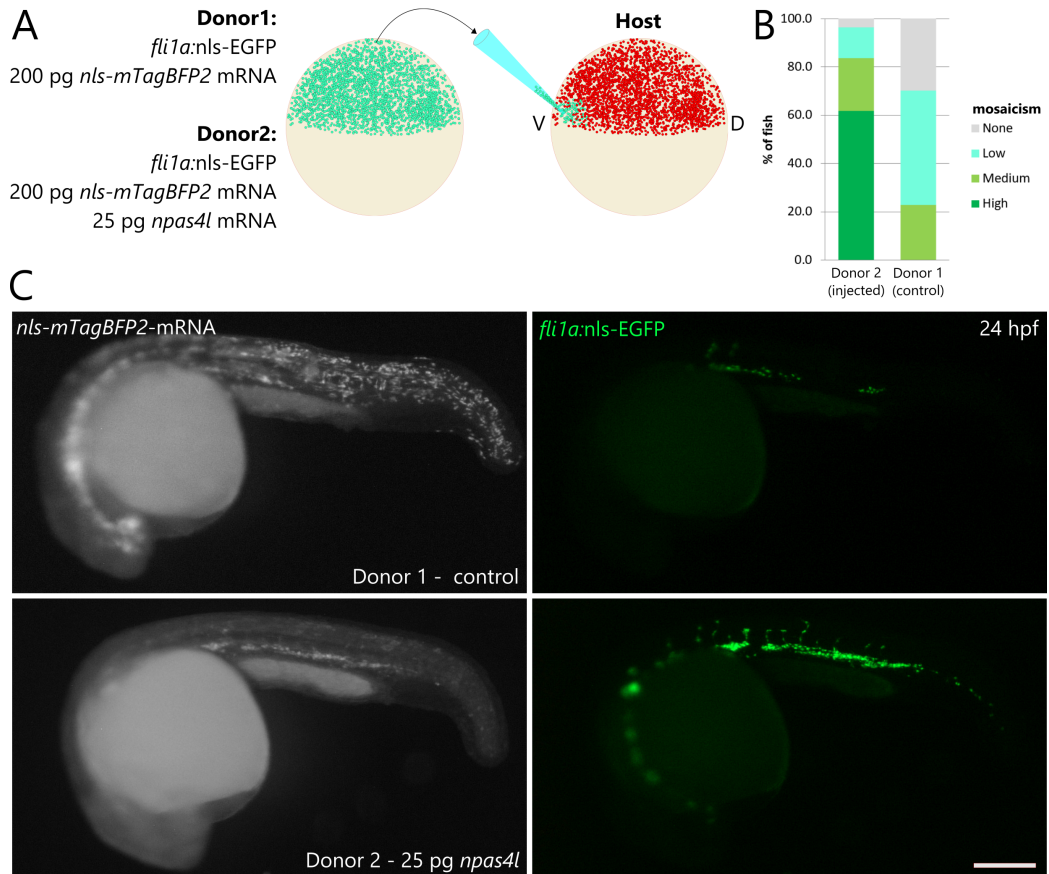 A
Donor1:
fli1a:nls-EGFP
200 pg nls-mTagBFP2 mRNA
Donor2:
fli1a:nls-EGFP
200 pg nls-mTagBFP2 mRNA
25 pg npas4l mRNA
Host
V
D
B
100.0
80.0
60.0
40.0
20.0
0.0
% of fish
Donor 2
(injected)
Donor 1
(control)
mosaicism
None
Low
Medium
High
C
nls-mTagBFP2-mRNA
Donor 1 - control
fli1a:nls-EGFP
24 hpf
Donor 2 - 25 pg npas4l